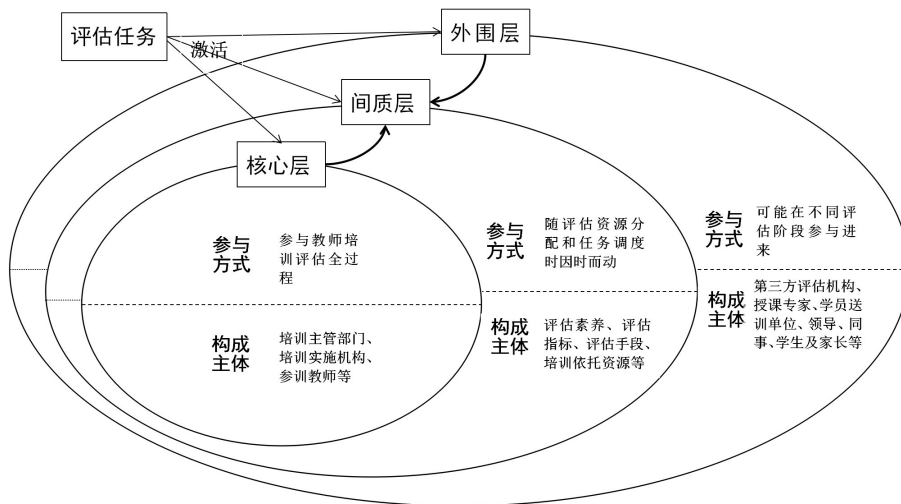 评估任务
外围层
激活
间质层
核心层
参与
方式
参与教师培
训评估全过
程
参与
方式
随评估资源分
配和任务调度
时因时而动
参与
方式
可能在不同评
估阶段参与进
来
构成
主体
培训主管部门、
培训实施机构、
参训教师等
构成
主体
评估素养、评估
指标、评估手段、
培训依托资源等
构成
主体
第三方评估机构、
授课专家、学员送
训单位、领导、同
事、学生及家长等